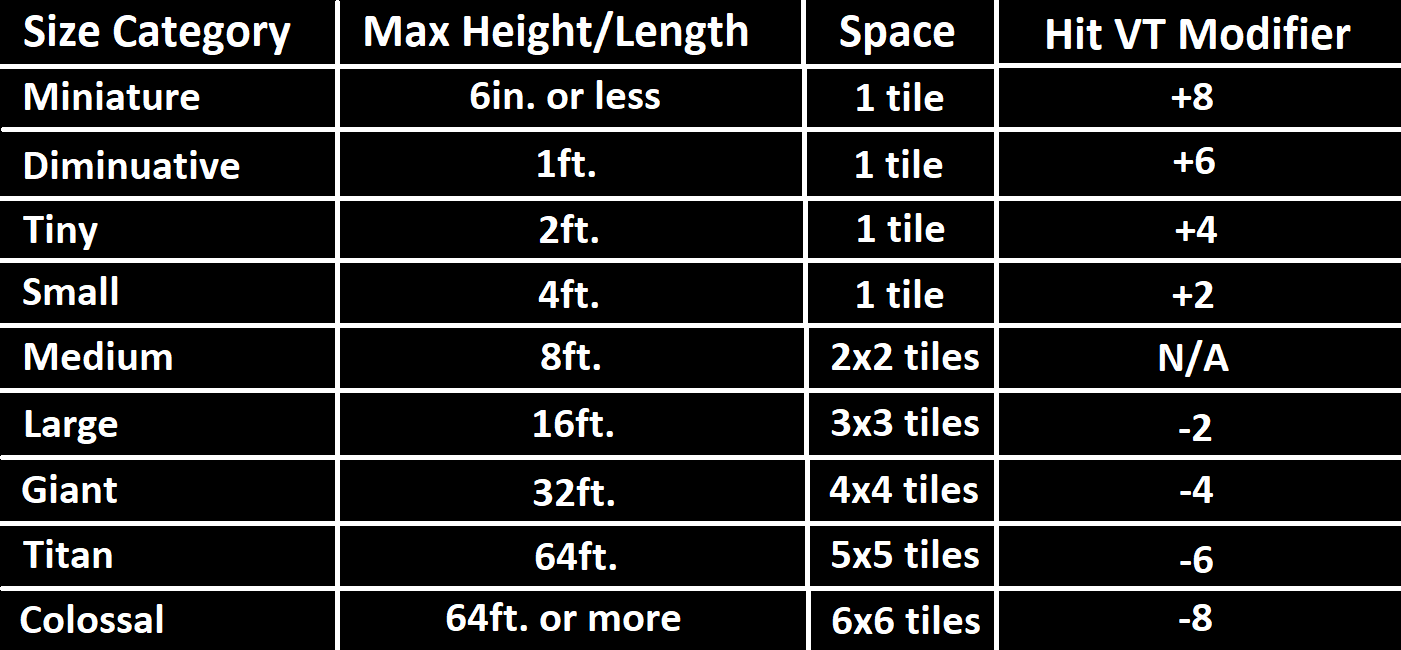 Size Category Max Height/Length Space Hit VT Modifier
Miniature 6in. or less 1 tile +8
Diminuative 1ft. 1 tile +6
Tiny 2ft. 1 tile +4
Small 4ft. 1 tile +2
Medium 8ft. 2x2 tiles N/A
Large 16ft. 3x3 tiles -2
Giant 32ft. 4x4 tiles -4
Titan 64ft. 5x5 tiles -6
Colossal 64ft. or more 6x6 tiles -8